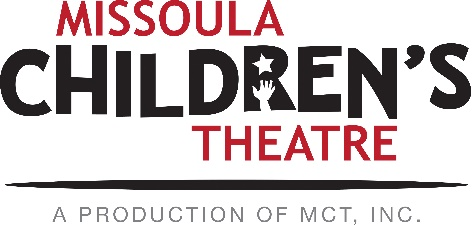 MISSOULA
CHILDREN'S
THEATRE
A PRODUCTION OF MCT, INC.